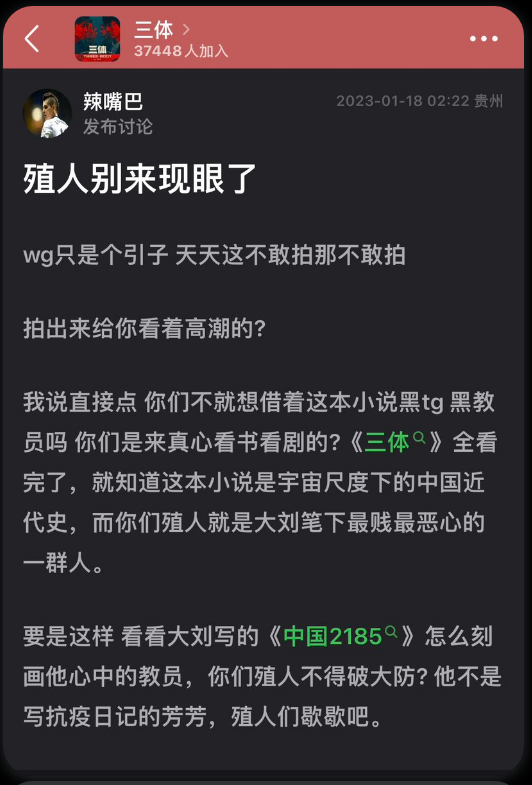 三体
37448人加入
三体
THREE BODY
辣嘴巴
发布讨论
2023-01-18 02:22 贵州
殖人别来现眼了
wg只是个引子 天天这不敢拍那不敢拍
拍出来给你看着高潮的?
我说直接点 你们不就想借着这本小说黑tg 黑教
员吗 你们是来真心看书看剧的?《三体》全看
完了，就知道这本小说是宇宙尺度下的中国近
代史，而你们殖人就是大刘笔下最贱最恶心的
一群人。
要是这样 看看大刘写的《中国2185》怎么刻
画他心中的教员，你们殖人不得破大防? 他不是
写抗疫日记的芳芳，殖人们歇歇吧。